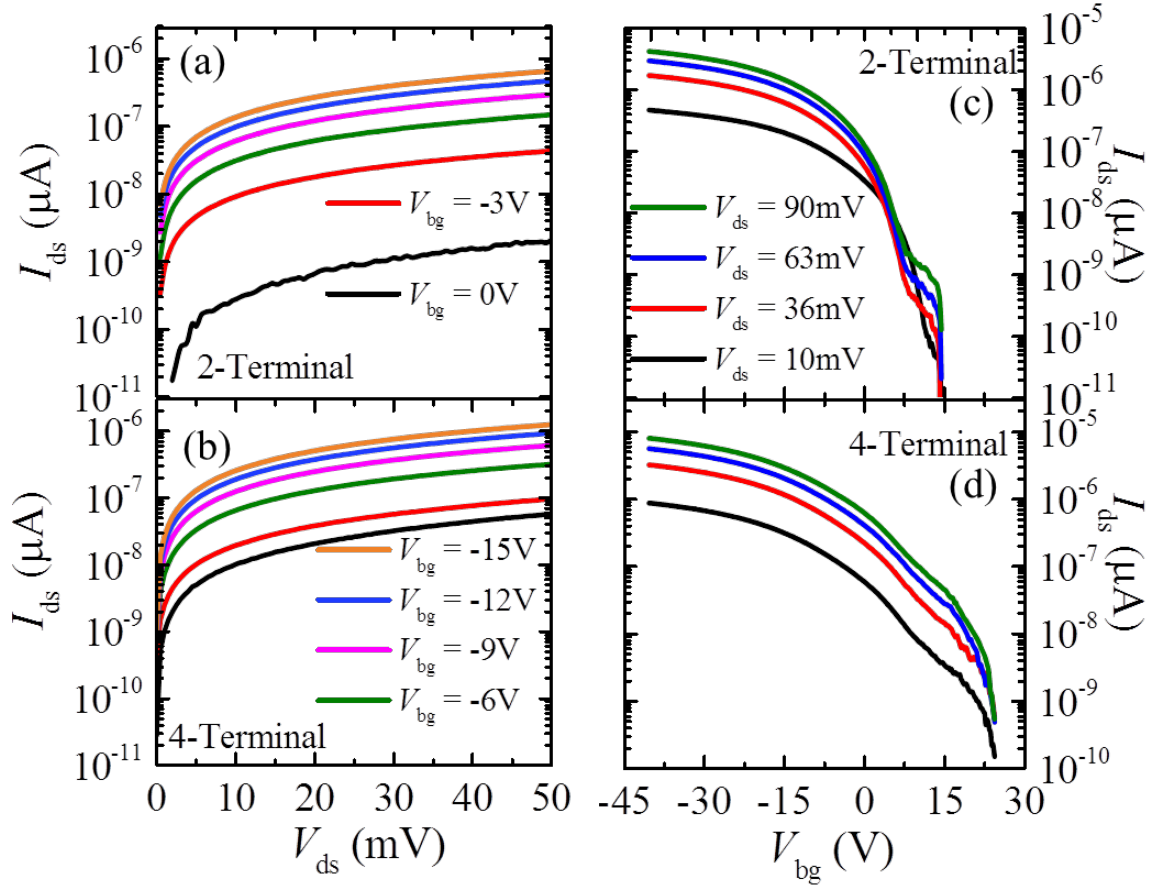 (a)
10⁻⁶
10⁻⁷
10⁻⁸
10⁻⁹
10⁻¹⁰
10⁻¹¹
I_ds (μA)
V_bg = -3V
V_bg = 0V
2-Terminal
(b)
10⁻⁶
10⁻⁷
10⁻⁸
10⁻⁹
10⁻¹⁰
10⁻¹¹
I_ds (μA)
V_bg = -15V
V_bg = -12V
V_bg = -9V
V_bg = -6V
4-Terminal
0 10 20 30 40 50
V_ds (mV)
2-Terminal
(c)
10⁻⁵
10⁻⁶
10⁻⁷
10⁻⁸
10⁻⁹
10⁻¹⁰
10⁻¹¹
I_ds (μA)
V_ds = 90mV
V_ds = 63mV
V_ds = 36mV
V_ds = 10mV
4-Terminal
(d)
10⁻⁵
10⁻⁶
10⁻⁷
10⁻⁸
10⁻⁹
10⁻¹⁰
I_ds (μA)
-45 -30 -15 0 15 30
V_bg (V)